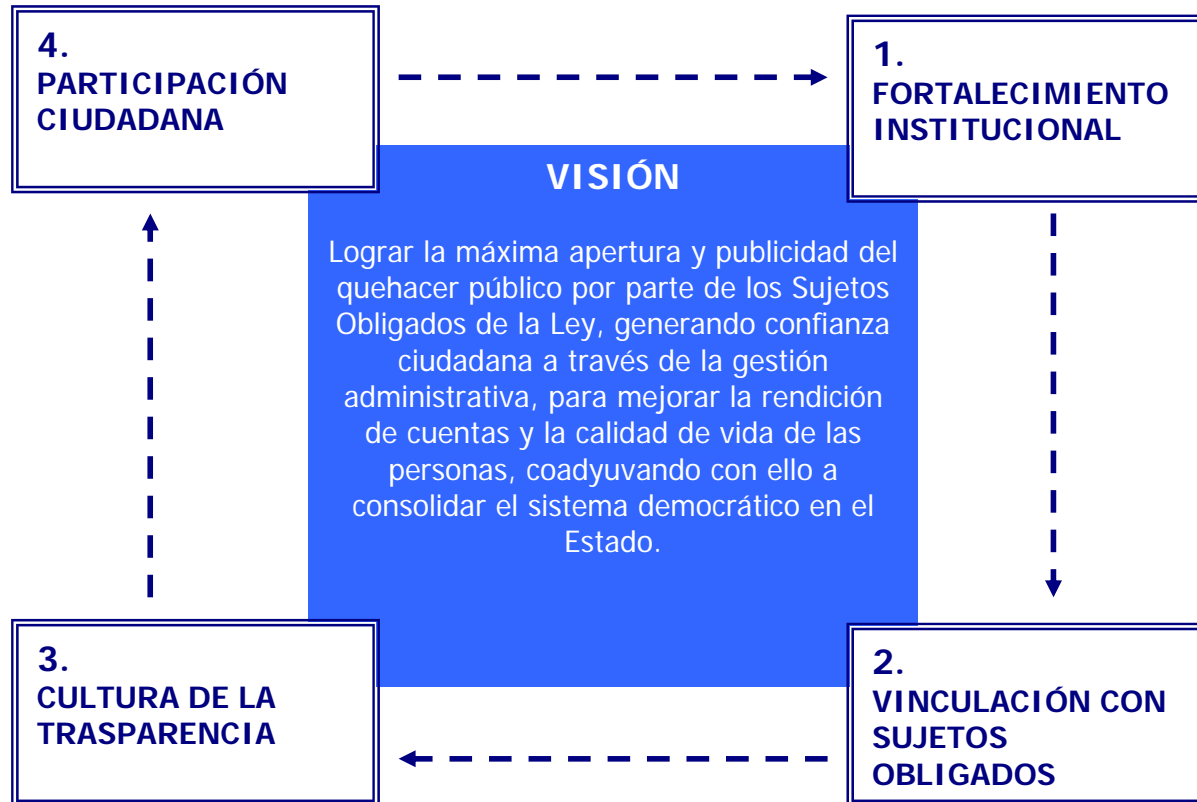 4.
PARTICIPACIÓN
CIUDADANA
1.
FORTALECIMIENTO
INSTITUCIONAL
VISIÓN
Lograr la máxima apertura y publicidad del
quehacer público por parte de los Sujetos
Obligados de la Ley, generando confianza
ciudadana a través de la gestión
administrativa, para mejorar la rendición
de cuentas y la calidad de vida de las
personas, coadyuvando con ello a
consolidar el sistema democrático en el
Estado.
3.
CULTURA DE LA
TRASPARENCIA
2.
VINCULACIÓN CON
SUJETOS
OBLIGADOS